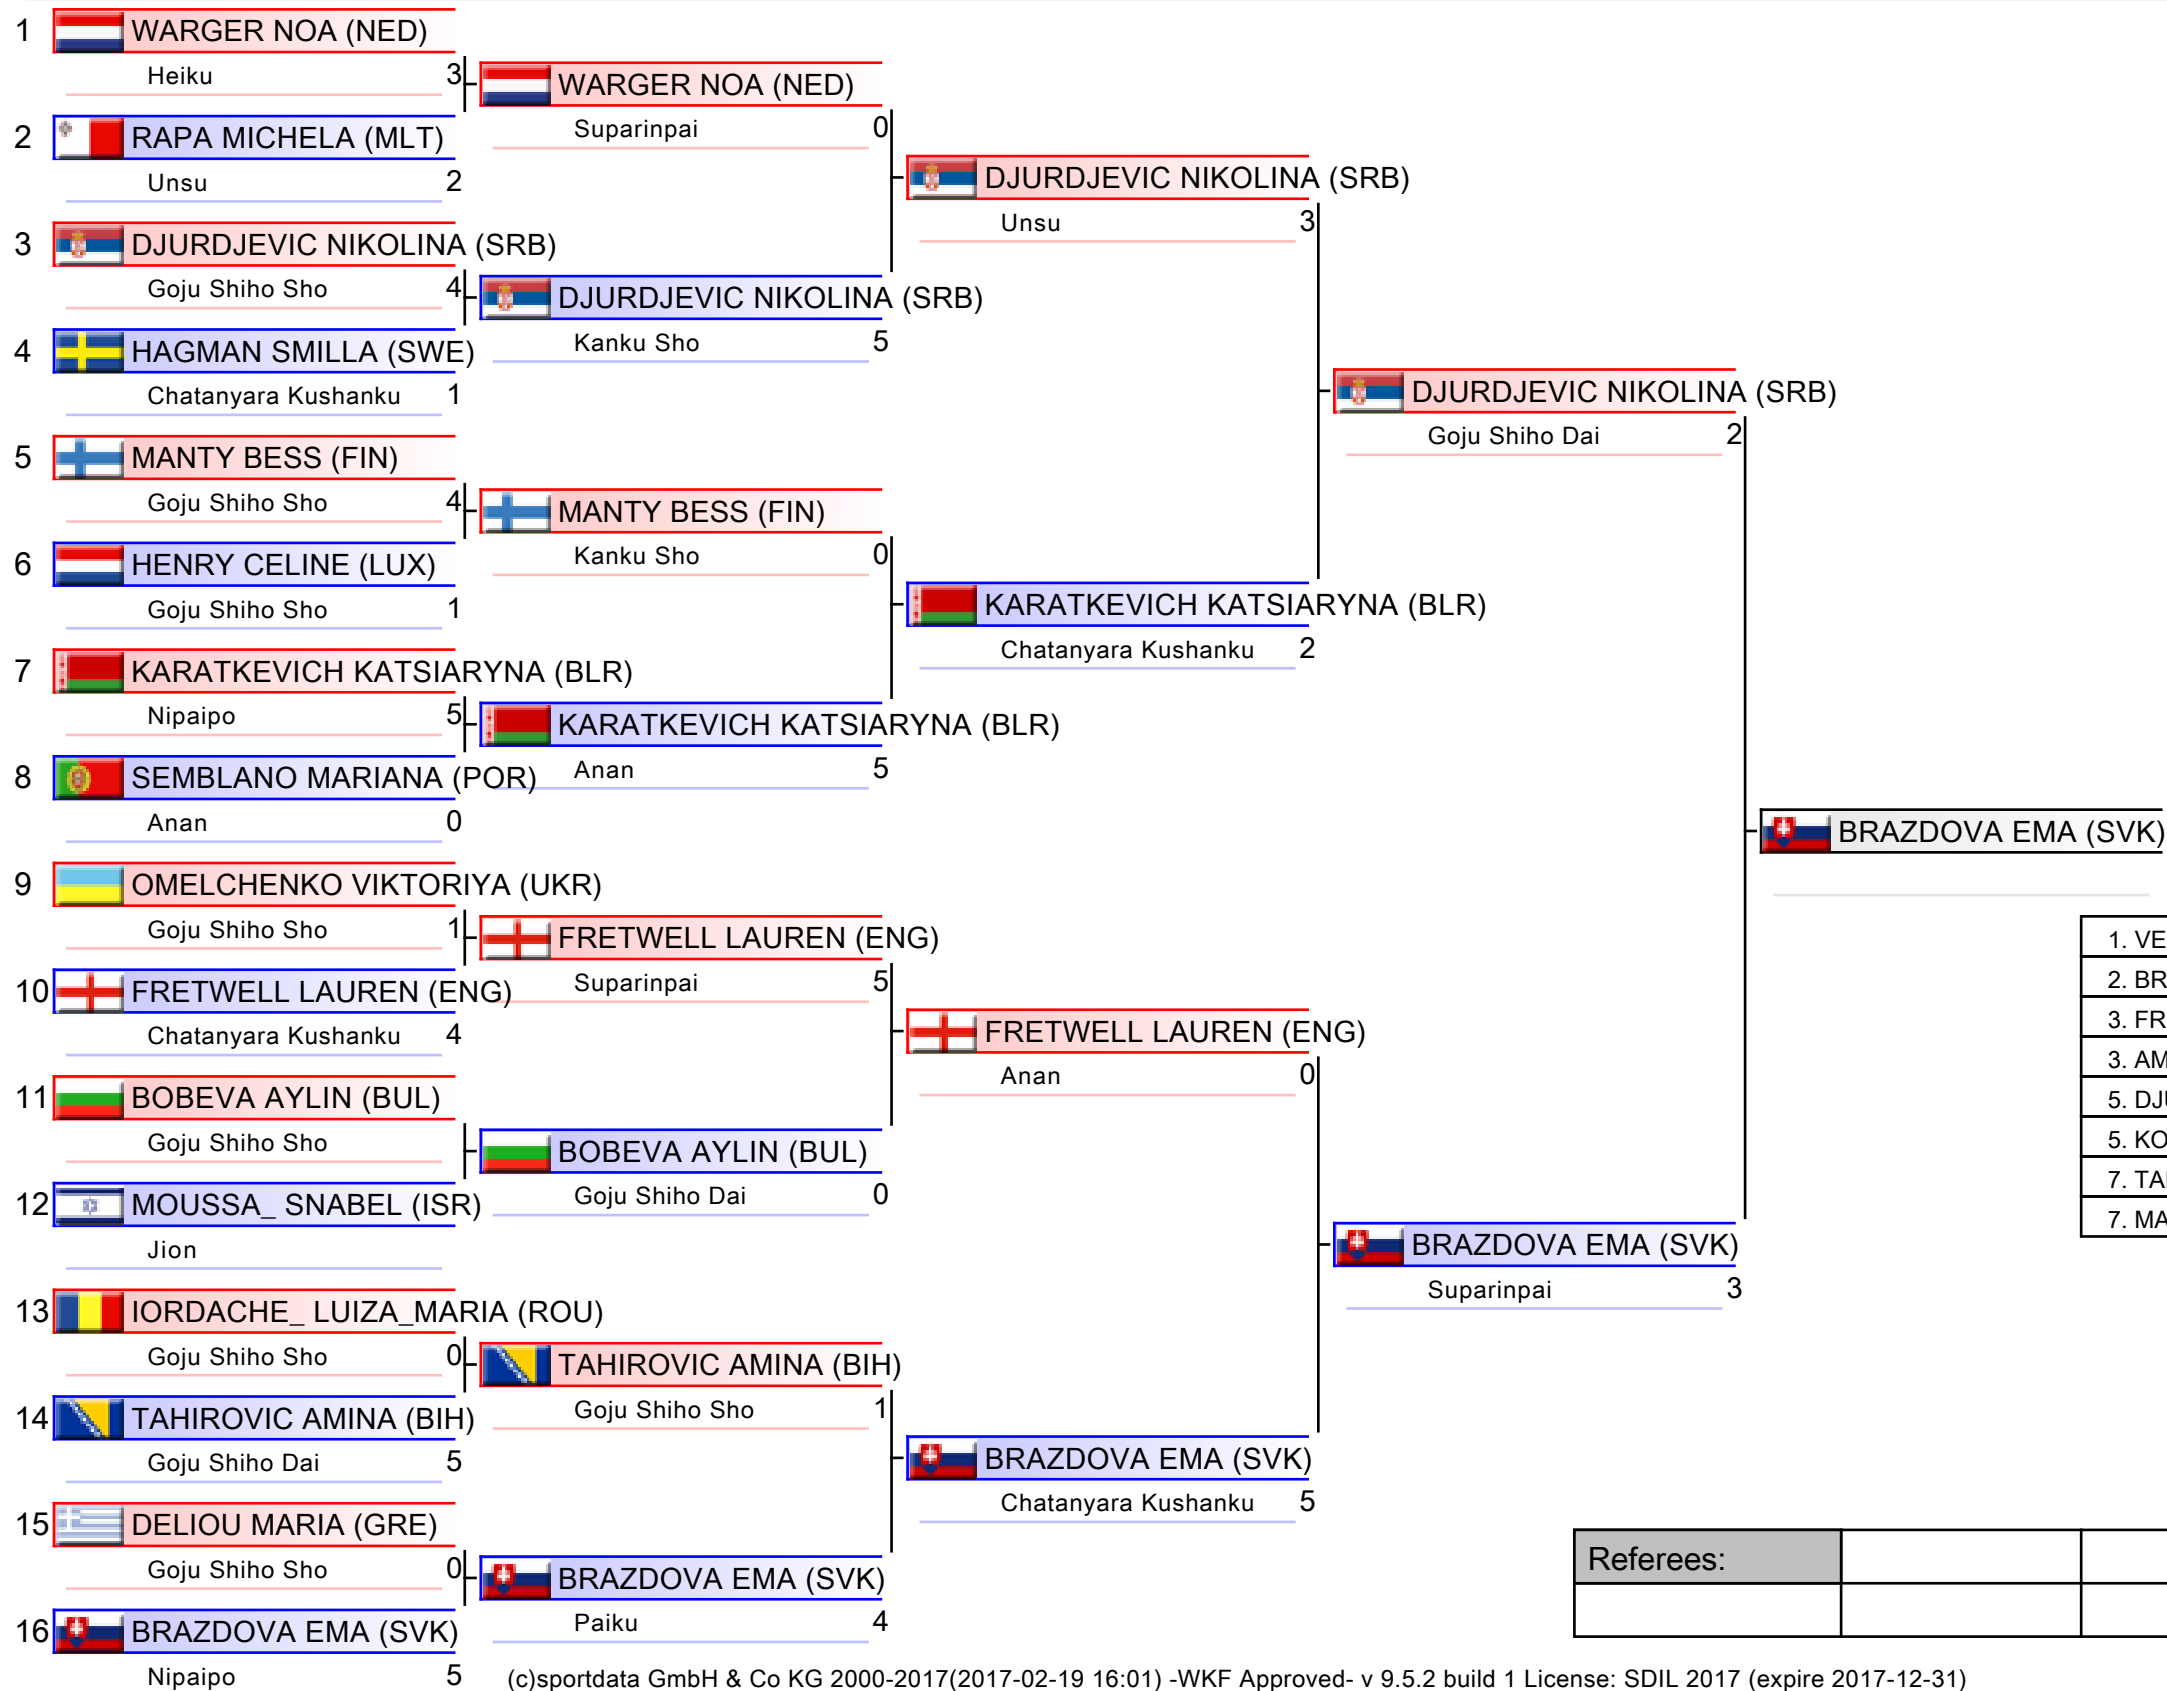 1 WARGER NOA (NED)
Heiku 3
2 RAPA MICHELA (MLT)
Unsu 2
3 DJURDJEVIC NIKOLINA (SRB)
Goju Shiho Sho 4
4 HAGMAN SMILLA (SWE)
Chatanyara Kushanku 1
5 MANTY BESS (FIN)
Goju Shiho Sho 4
6 HENRY CELINE (LUX)
Goju Shiho Sho 1
7 KARATKEVICH KATSIARYNA (BLR)
Nipaipo 5
8 SEMBLANO MARIANA (POR)
Anan 0
9 OMELCHENKO VIKTORIYA (UKR)
Goju Shiho Sho 1
10 FRETWELL LAUREN (ENG)
Chatanyara Kushanku 4
11 BOBEVA AYLIN (BUL)
Goju Shiho Sho
12 MOUSSA_ SNABEL (ISR)
Jion
13 IORDACHE_ LUIZA_MARIA (ROU)
Goju Shiho Sho 0
14 TAHIROVIC AMINA (BIH)
Goju Shiho Dai 5
15 DELIOU MARIA (GRE)
Goju Shiho Sho 0
16 BRAZDOVA EMA (SVK)
Nipaipo 5
WARGER NOA (NED)
Suparinpai 0
DJURDJEVIC NIKOLINA (SRB)
Kanku Sho 5
MANTY BESS (FIN)
Kanku Sho 0
KARATKEVICH KATSIARYNA (BLR)
Anan 5
FRETWELL LAUREN (ENG)
Suparinpai 5
BOBEVA AYLIN (BUL)
Goju Shiho Dai 0
TAHIROVIC AMINA (BIH)
Goju Shiho Sho 1
BRAZDOVA EMA (SVK)
Paiku 4
DJURDJEVIC NIKOLINA (SRB)
Unsu 3
KARATKEVICH KATSIARYNA (BLR)
Chatanyara Kushanku 2
FRETWELL LAUREN (ENG)
Anan 0
BRAZDOVA EMA (SVK)
Chatanyara Kushanku 5
DJURDJEVIC NIKOLINA (SRB)
Goju Shiho Dai 2
BRAZDOVA EMA (SVK)
Suparinpai 3
BRAZDOVA EMA (SVK)
1. VE
2. BR
3. FR
3. AM
5. DJ
5. KO
7. TA
7. MA
Referees:
(c)sportdata GmbH & Co KG 2000-2017(2017-02-19 16:01) -WKF Approved- v 9.5.2 build 1 License: SDIL 2017 (expire 2017-12-31)